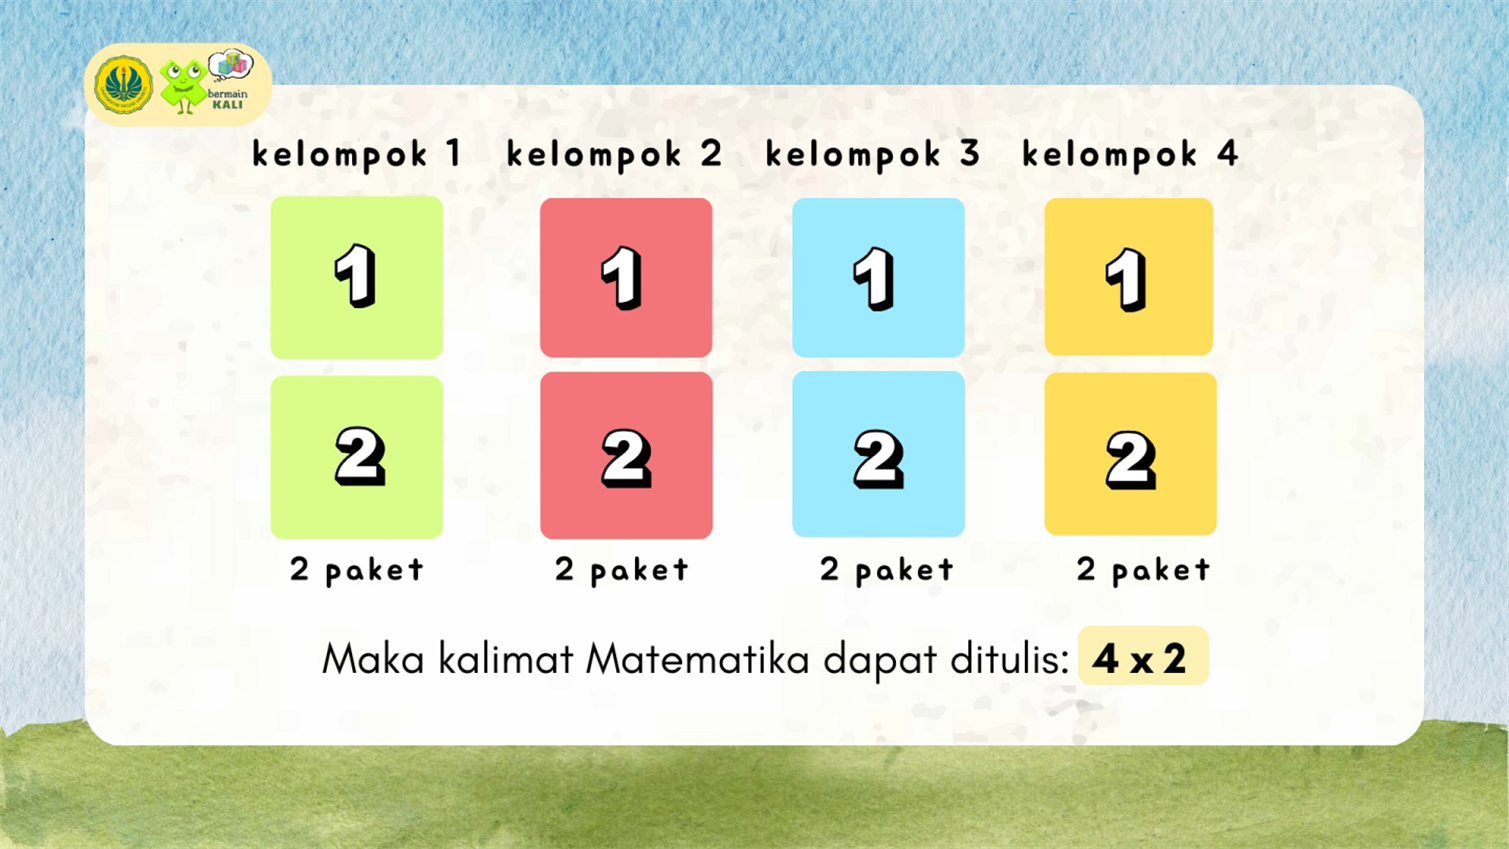 bermain
KALI
kelompok 1 kelompok 2 kelompok 3 kelompok 4
1 1 1 1
2 2 2 2
2 paket 2 paket 2 paket 2 paket
Maka kalimat Matematika dapat ditulis: 4 x 2